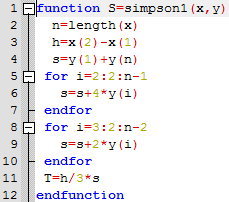 1 function S=simpson1(x,y)
2 n=length(x)
3 h=x(2)-x(1)
4 s=y(1)+y(n)
5 for i=2:2:n-1
6 s=s+4*y(i)
7 endfor
8 for i=3:2:n-2
9 s=s+2*y(i)
10 endfor
11 T=h/3*s
12 endfunction